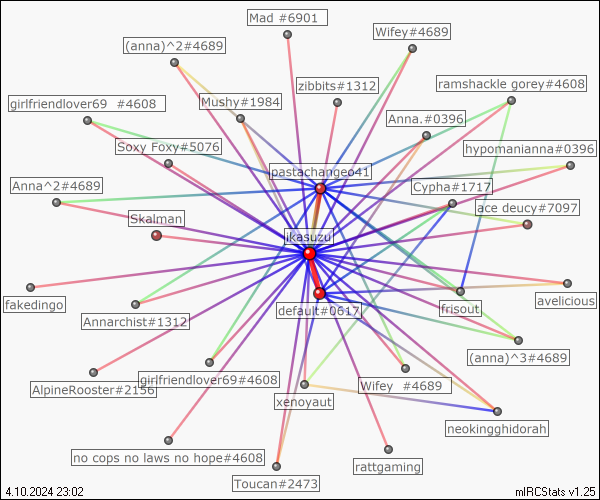 Mad #6901
Wifey#4689
(anna)^2#4689
zibbits#1312
ramshackle gorey#4608
girlfriendlover69 #4608
Mushy#1984
Anna.#0396
Soxy Foxy#5076
hypomanianna#0396
pastachangeo41
Anna^2#4689
Cypha#1717
Skalman
ace deucy#7097
ikasuzu
fakedingo
default#0617
frisout
avelicious
Annarchist#1312
(anna)^3#4689
girlfriendlover69#4608
AlpineRooster#2156
Wifey #4689
xenoyaut
neokingghidorah
no cops no laws no hope#4608
rattgaming
Toucan#2473
4.10.2024 23:02
mIRCStats v1.25